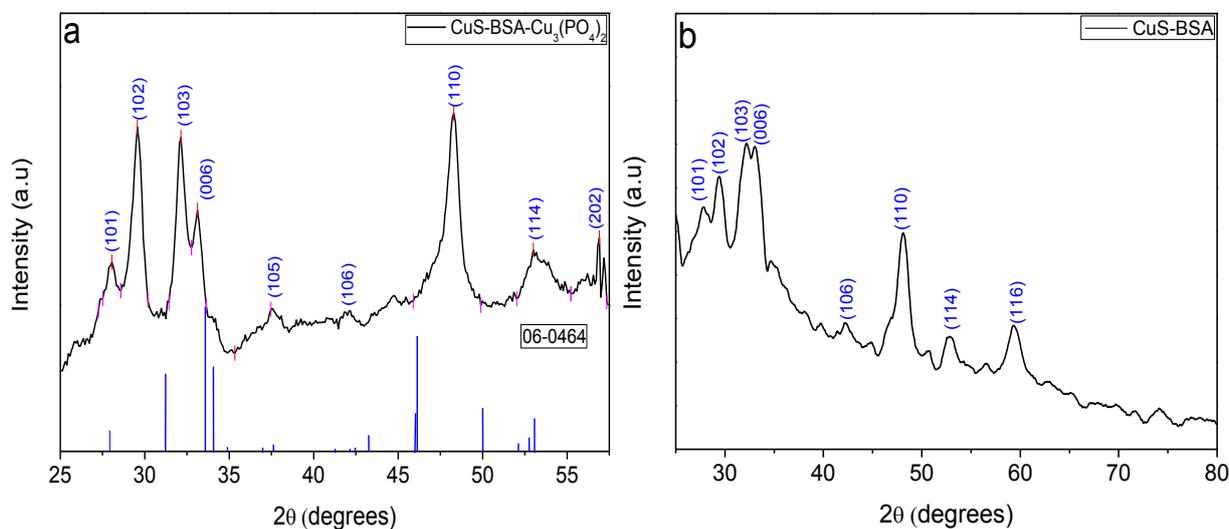 a
CuS-BSA-Cu₃(PO₄)₂
(101)
(102)
(103)
(006)
(105)
(106)
(110)
(114)
(202)
06-0464
Intensity (a.u)
25 30 35 40 45 50 55
2θ (degrees)
b
CuS-BSA
(101)
(102)
(103)
(006)
(106)
(110)
(114)
(116)
Intensity (a.u)
30 40 50 60 70 80
2θ (degrees)